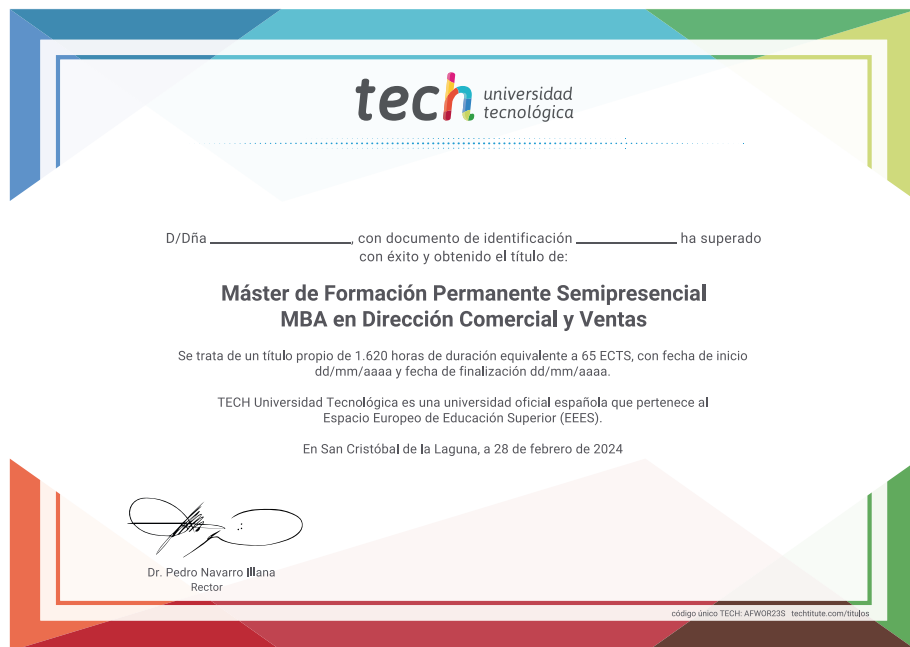 tech universidad
tecnológica
D/Dña ____________________, con documento de identificación ______________ ha superado
con éxito y obtenido el título de:
Máster de Formación Permanente Semipresencial
MBA en Dirección Comercial y Ventas
Se trata de un título propio de 1.620 horas de duración equivalente a 65 ECTS, con fecha de inicio
dd/mm/aaaa y fecha de finalización dd/mm/aaaa.
TECH Universidad Tecnológica es una universidad oficial española que pertenece al
Espacio Europeo de Educación Superior (EEES).
En San Cristóbal de la Laguna, a 28 de febrero de 2024
Dr. Pedro Navarro Illana
Rector
código único TECH: AFWOR23S techtitute.com/titulos